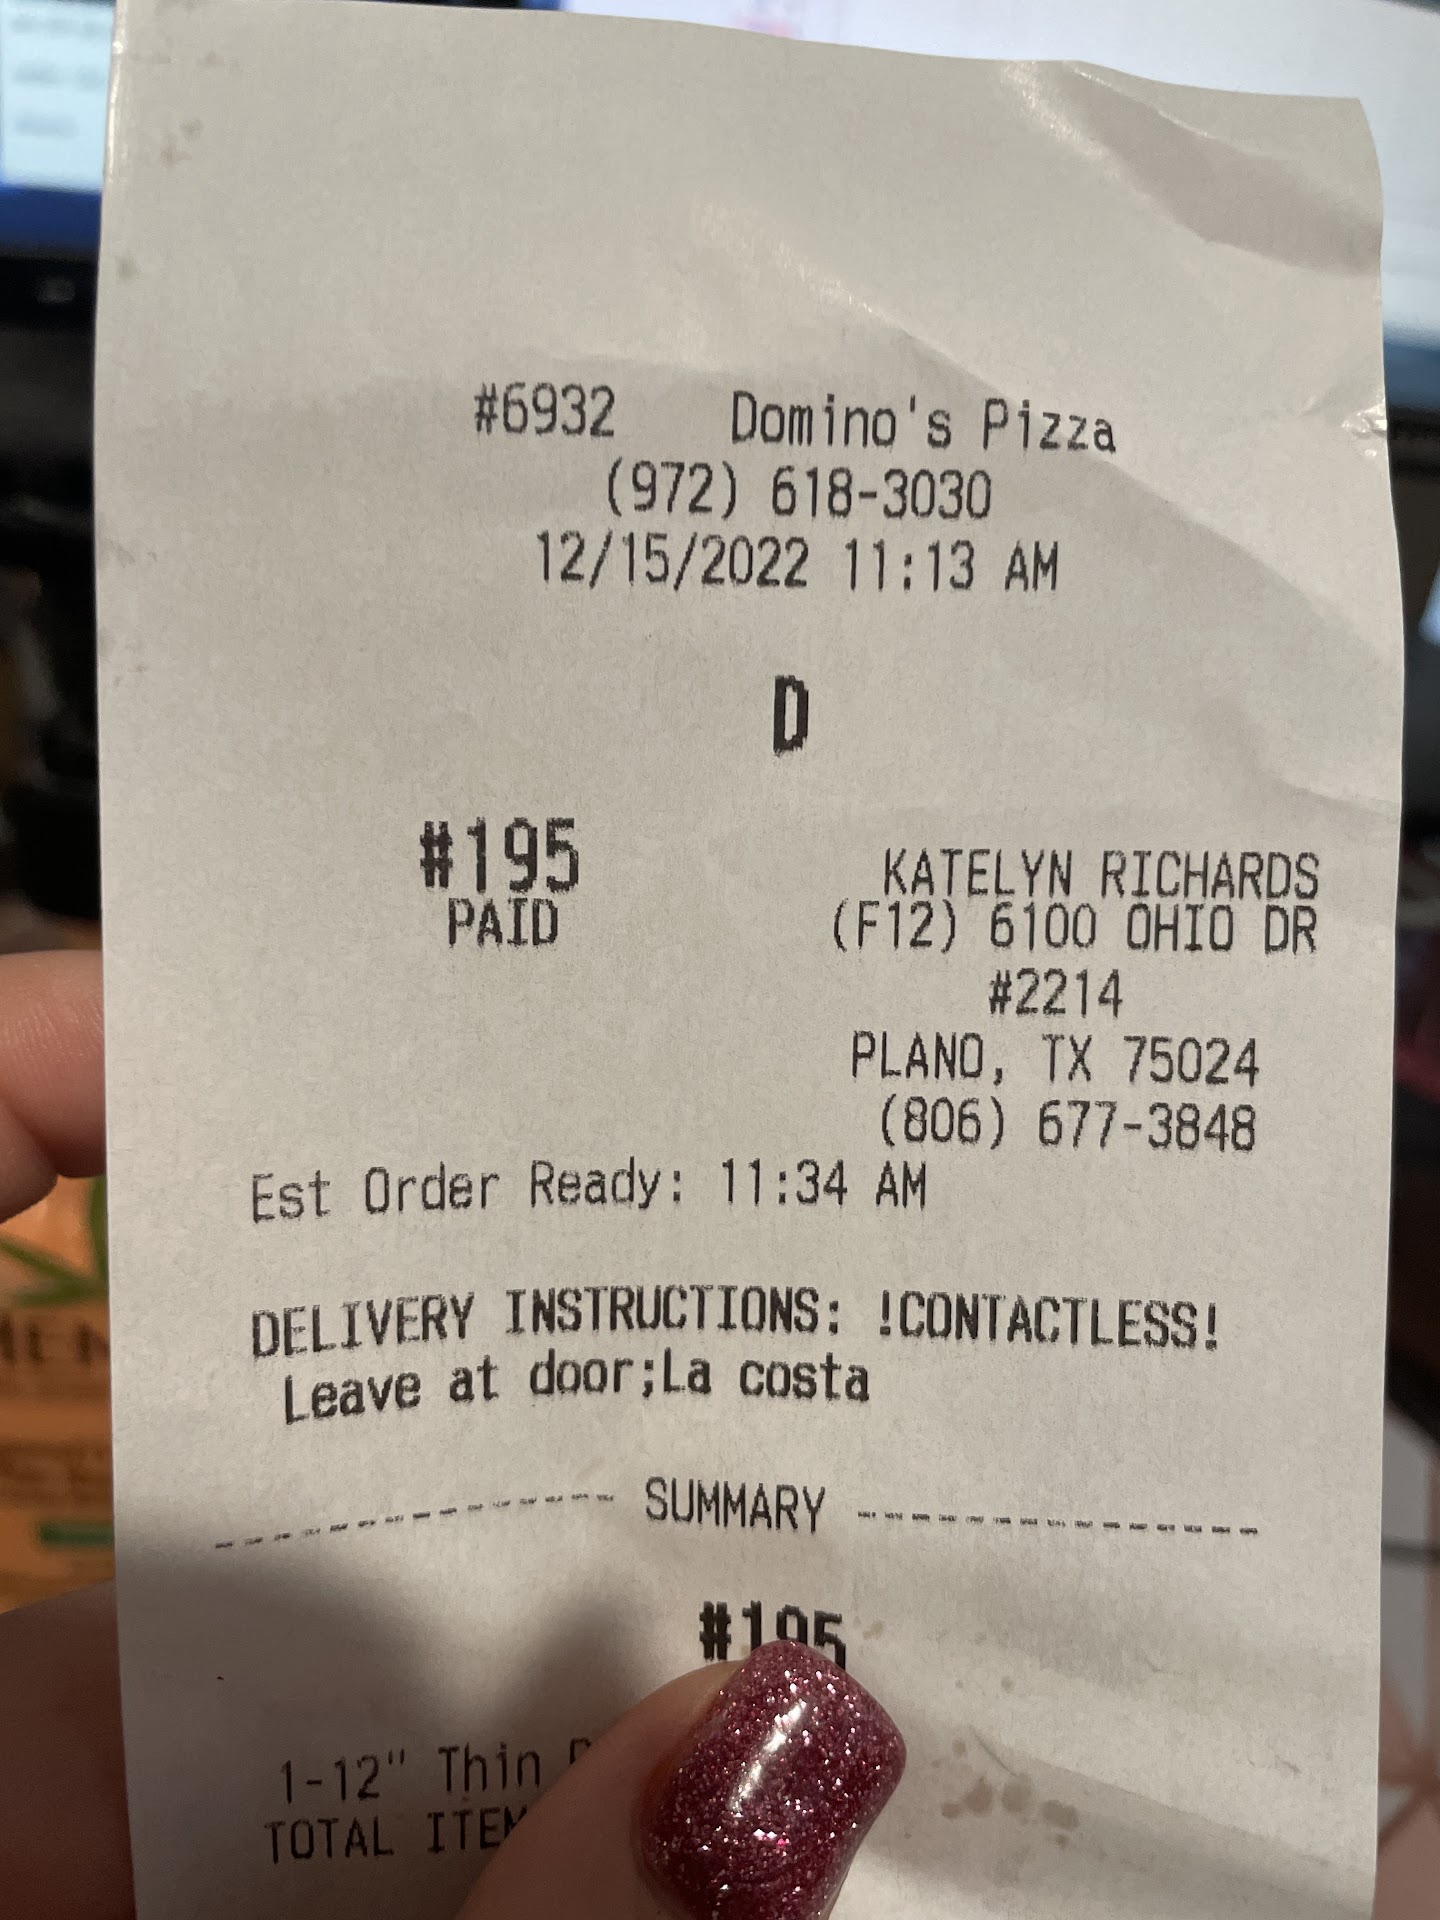 #6932 Domino's Pizza
(972) 618-3030
12/15/2022 11:13 AM
D
#195
PAID
KATELYN RICHARDS
(F12) 6100 OHIO DR
#2214
PLANO, TX 75024
(806) 677-3848
Est Order Ready: 11:34 AM
DELIVERY INSTRUCTIONS: !CONTACTLESS!
Leave at door;La costa
SUMMARY
#195
1-12" Thin
TOTAL